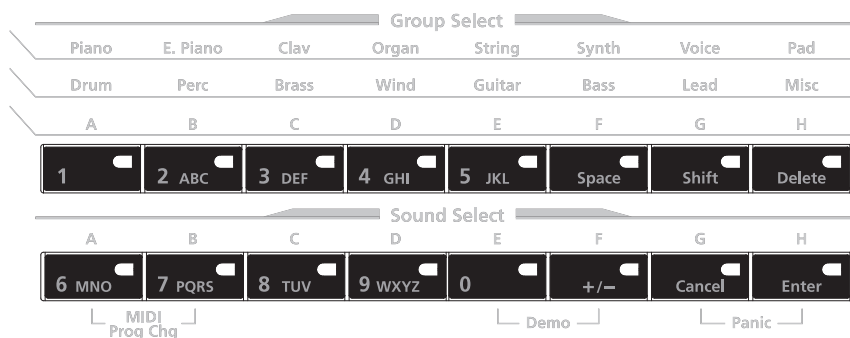 Group Select
Piano E. Piano Clav Organ String Synth Voice Pad
Drum Perc Brass Wind Guitar Bass Lead Misc
A B C D E F G H
1 2 ABC 3 DEF 4 GHI 5 JKL Space Shift Delete
Sound Select
A B C D E F G H
6 MNO 7 PQRS 8 TUV 9 WXYZ 0 +/− Cancel Enter
MIDI
Prog Chg Demo Panic